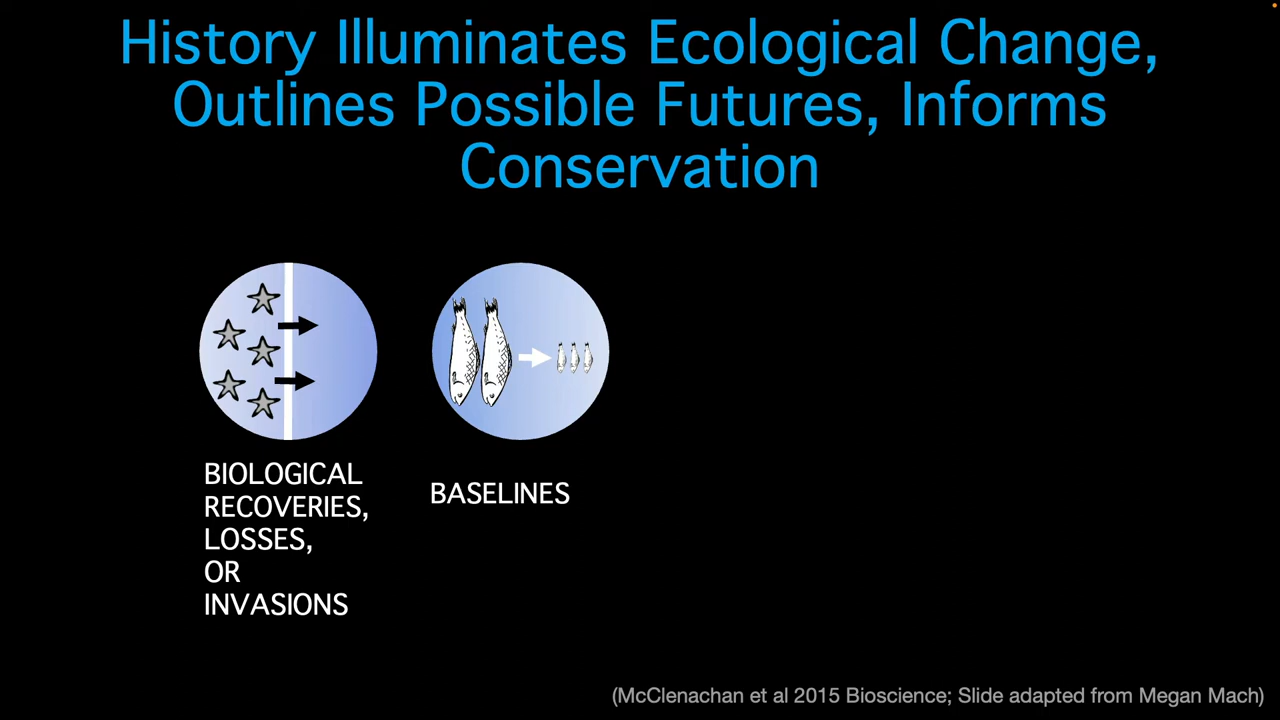 History Illuminates Ecological Change,
Outlines Possible Futures, Informs
Conservation
BIOLOGICAL
RECOVERIES,
LOSSES,
OR
INVASIONS
BASELINES
(McClenachan et al 2015 Bioscience; Slide adapted from Megan Mach)